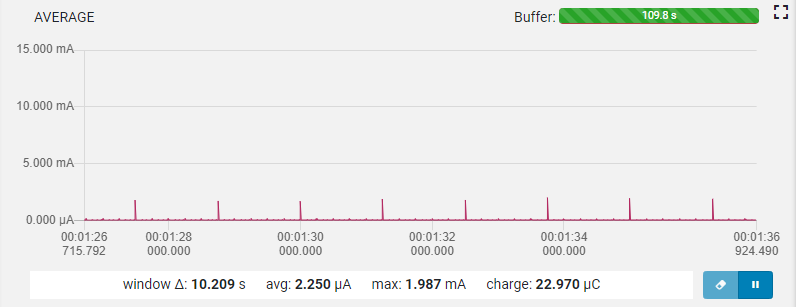 AVERAGE
Buffer: 109.8 s
15.000 mA
10.000 mA
5.000 mA
0.000 µA
00:01:26 00:01:28 00:01:30 00:01:32 00:01:34 00:01:36
715.792 000.000 000.000 000.000 000.000 924.490
window Δ: 10.209 s avg: 2.250 µA max: 1.987 mA charge: 22.970 µC